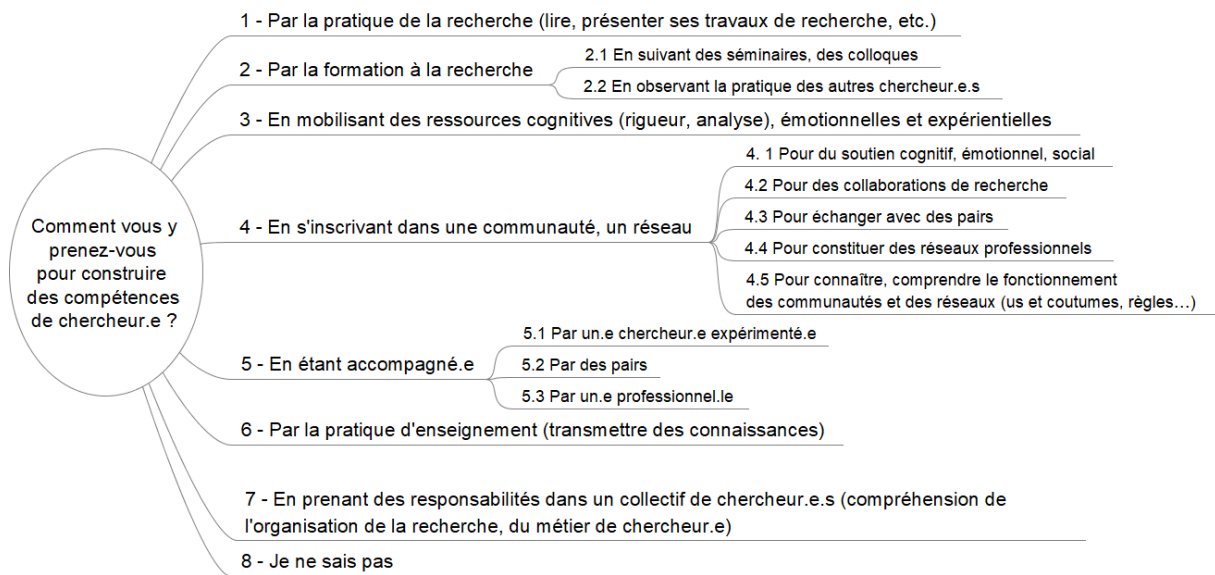 Comment vous y
prenez-vous
pour construire
des compétences
de chercheur.e ?
1 - Par la pratique de la recherche (lire, présenter ses travaux de recherche, etc.)
2 - Par la formation à la recherche
2.1 En suivant des séminaires, des colloques
2.2 En observant la pratique des autres chercheur.e.s
3 - En mobilisant des ressources cognitives (rigueur, analyse), émotionnelles et expérientielles
4 - En s'inscrivant dans une communauté, un réseau
4. 1 Pour du soutien cognitif, émotionnel, social
4.2 Pour des collaborations de recherche
4.3 Pour échanger avec des pairs
4.4 Pour constituer des réseaux professionnels
4.5 Pour connaître, comprendre le fonctionnement
des communautés et des réseaux (us et coutumes, règles…)
5 - En étant accompagné.e
5.1 Par un.e chercheur.e expérimenté.e
5.2 Par des pairs
5.3 Par un.e professionnel.le
6 - Par la pratique d'enseignement (transmettre des connaissances)
7 - En prenant des responsabilités dans un collectif de chercheur.e.s (compréhension de
l'organisation de la recherche, du métier de chercheur.e)
8 - Je ne sais pas